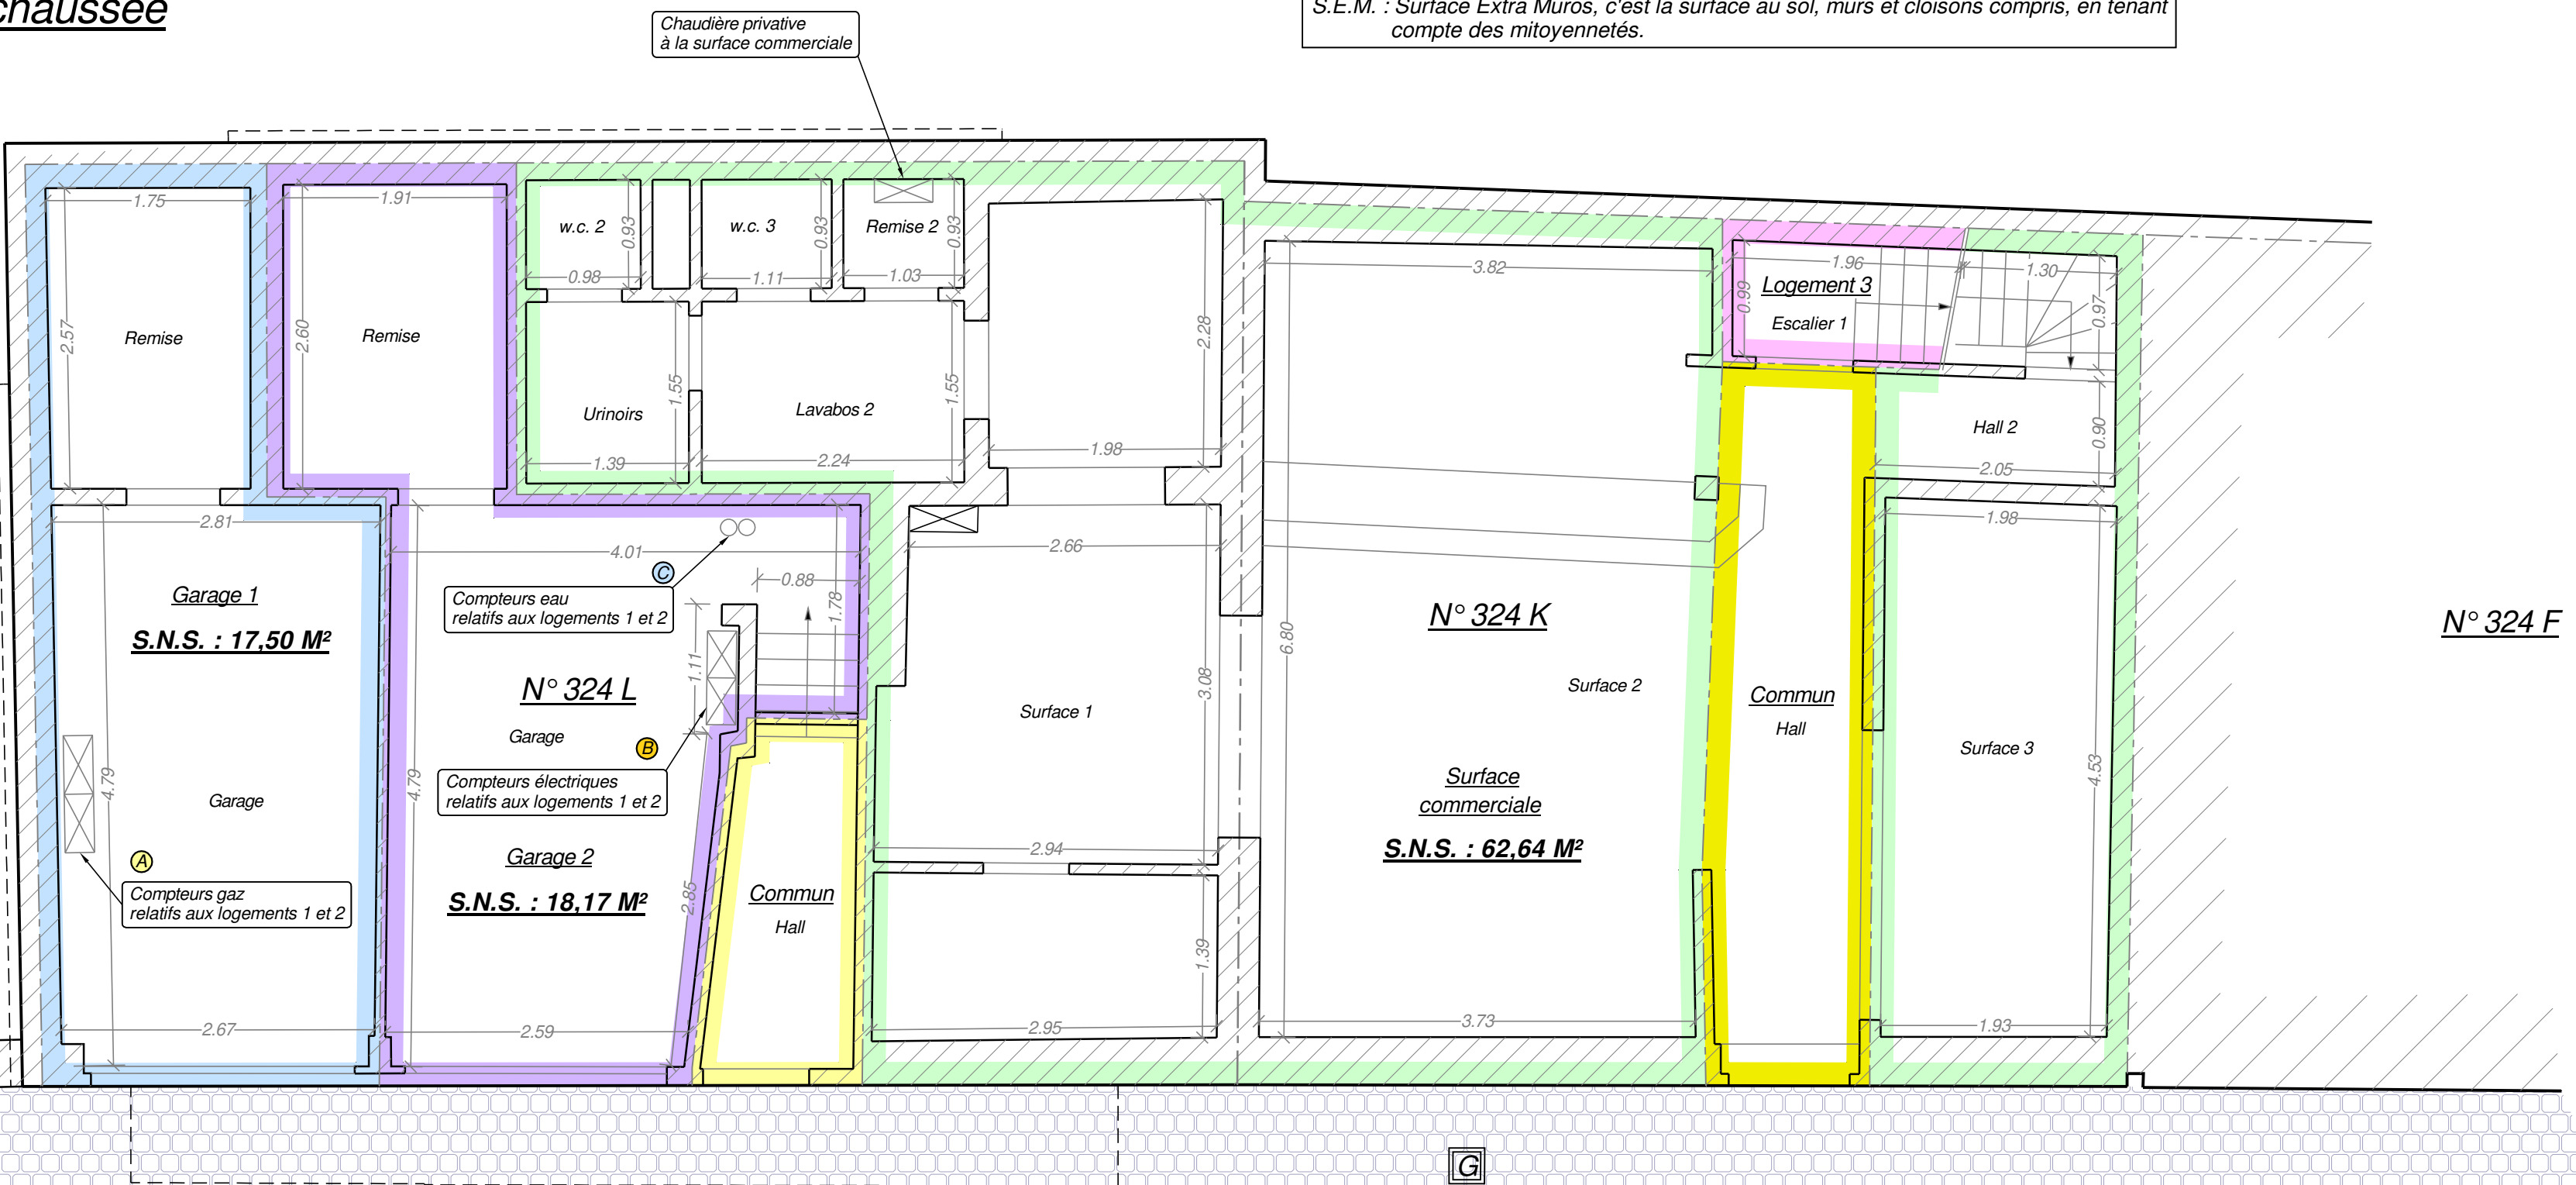 chaussée
S.E.M. : Surface Extra Muros, c'est la surface au sol, murs et cloisons compris, en tenant
compte des mitoyennetés.
Chaudière privative
à la surface commerciale
1.75
1.91
w.c. 2
0.93
w.c. 3
0.93
Remise 2
0.93
0.98
1.11
1.03
2.57
Remise
2.60
Remise
2.28
3.82
1.96
1.30
Logement 3
0.99
Escalier 1
0.97
1.55
Urinoirs
Lavabos 2
1.55
1.39
2.24
1.98
Hall 2
0.90
2.05
2.81
4.01
2.66
1.98
Garage 1
S.N.S. : 17,50 M²
C
0.88
Compteurs eau
relatifs aux logements 1 et 2
1.78
1.11
N° 324 L
Garage
B
Compteurs électriques
relatifs aux logements 1 et 2
4.79
4.79
Garage
A
Compteurs gaz
relatifs aux logements 1 et 2
Garage 2
S.N.S. : 18,17 M²
2.85
Commun
Hall
6.80
3.08
Surface 1
2.94
1.39
N° 324 K
Surface 2
Surface
commerciale
S.N.S. : 62,64 M²
Commun
Hall
Surface 3
4.53
N° 324 F
2.67
2.59
2.95
3.73
1.93
G